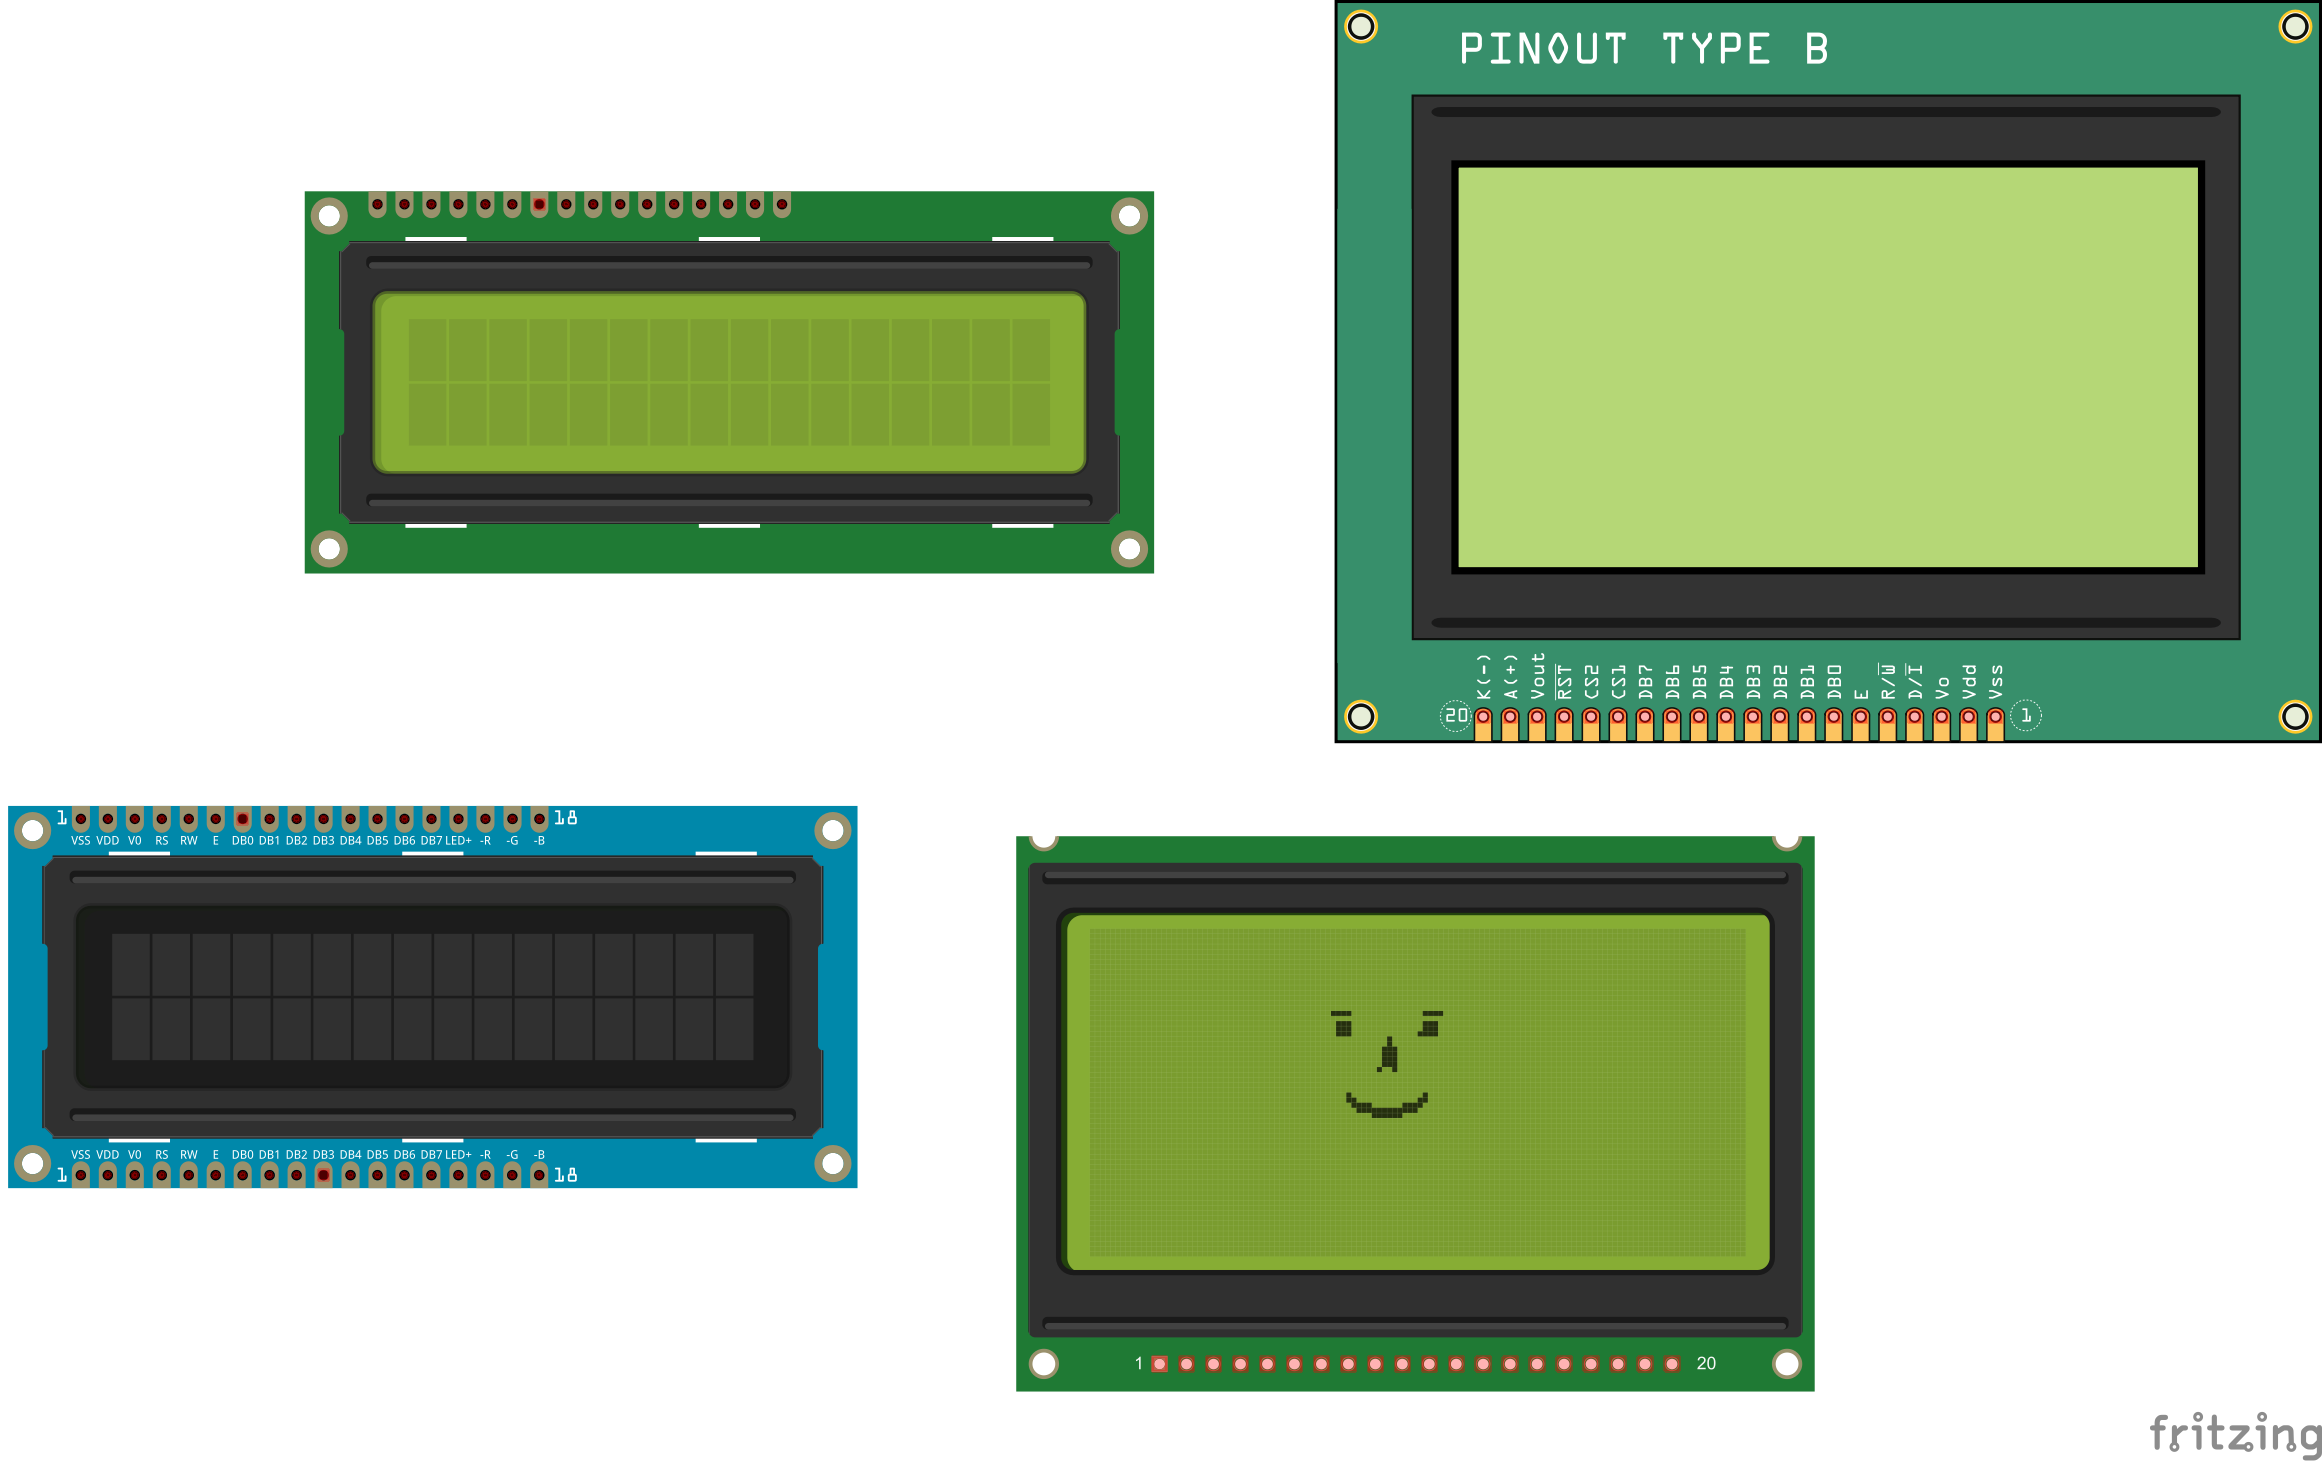 PINOUT TYPE B
K(-) A(+) Vout RST CS2 CS1 DB7 DB6 DB5 DB4 DB3 DB2 DB1 DB0 E R/W D/I Vo Vdd Vss
20 1
1 18
VSS VDD V0 RS RW E DB0 DB1 DB2 DB3 DB4 DB5 DB6 DB7 LED+ -R -G -B
VSS VDD V0 RS RW E DB0 DB1 DB2 DB3 DB4 DB5 DB6 DB7 LED+ -R -G -B
1 18
1 20
fritzing